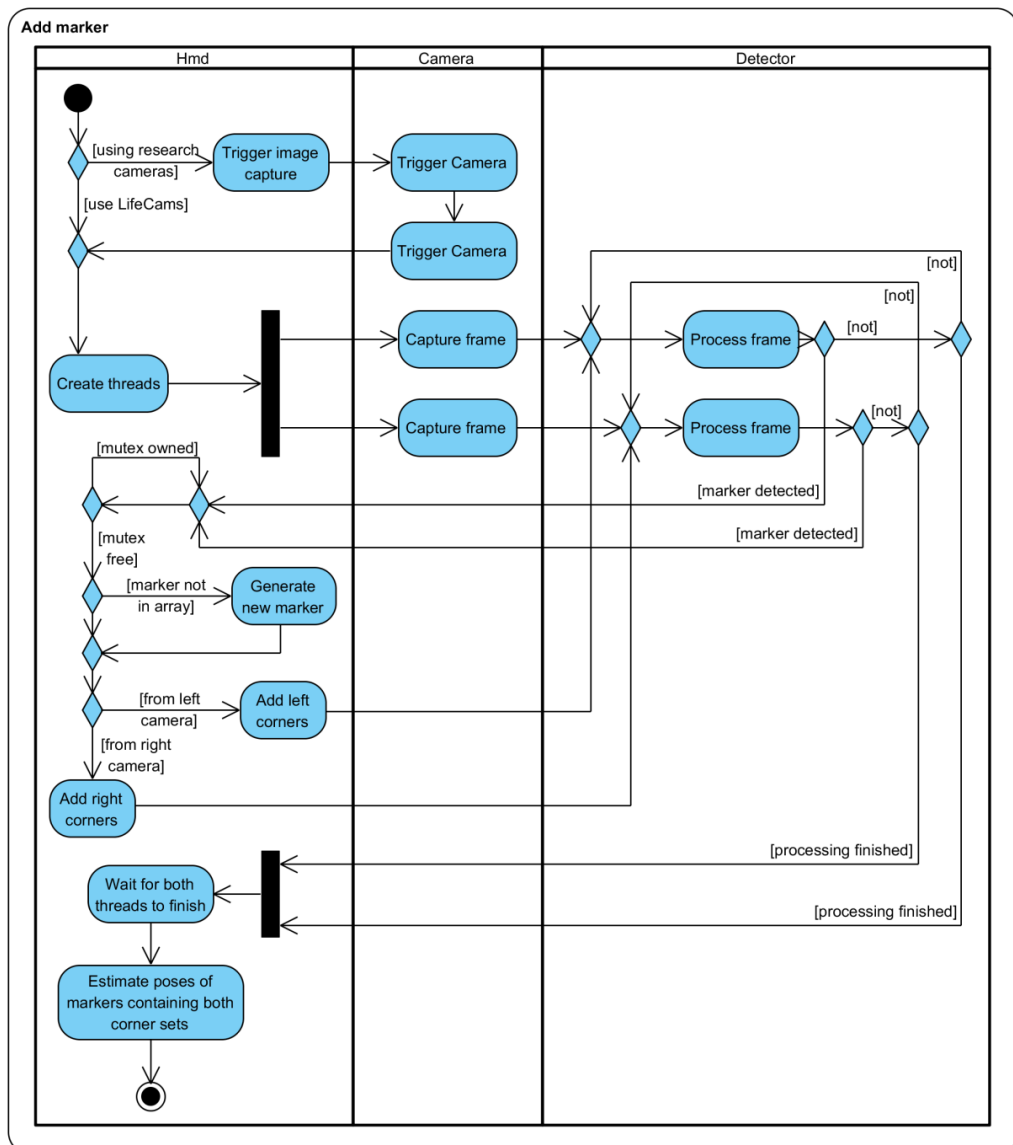 Add marker
Hmd
Camera
Detector
[using research
cameras]
Trigger image
capture
Trigger Camera
[use LifeCams]
Trigger Camera
[not]
[not]
Capture frame
Process frame
[not]
Create threads
Capture frame
Process frame
[not]
[mutex owned]
[marker detected]
[marker detected]
[mutex
free]
[marker not
in array]
Generate
new marker
[from left
camera]
Add left
corners
[from right
camera]
Add right
corners
[processing finished]
Wait for both
threads to finish
[processing finished]
Estimate poses of
markers containing both
corner sets